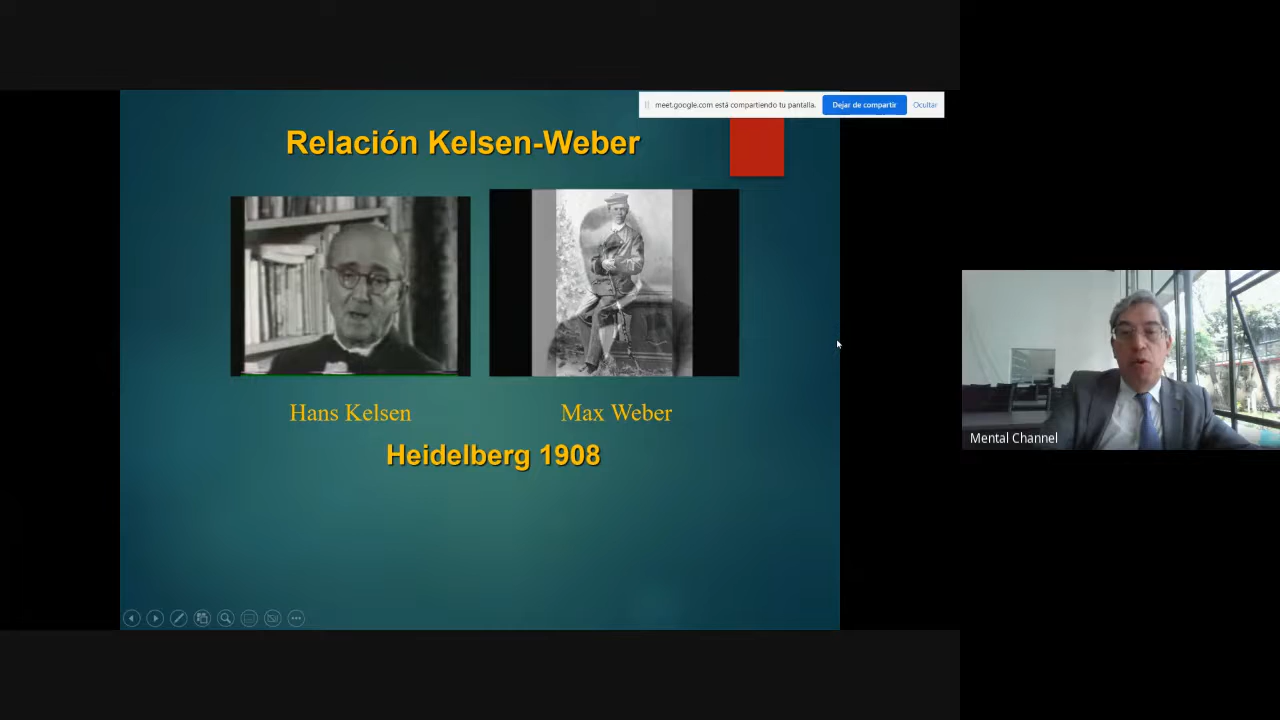 meet.google.com está compartiendo tu pantalla.
Dejar de compartir
Ocultar
Relación Kelsen-Weber
Hans Kelsen
Max Weber
Heidelberg 1908
Mental Channel